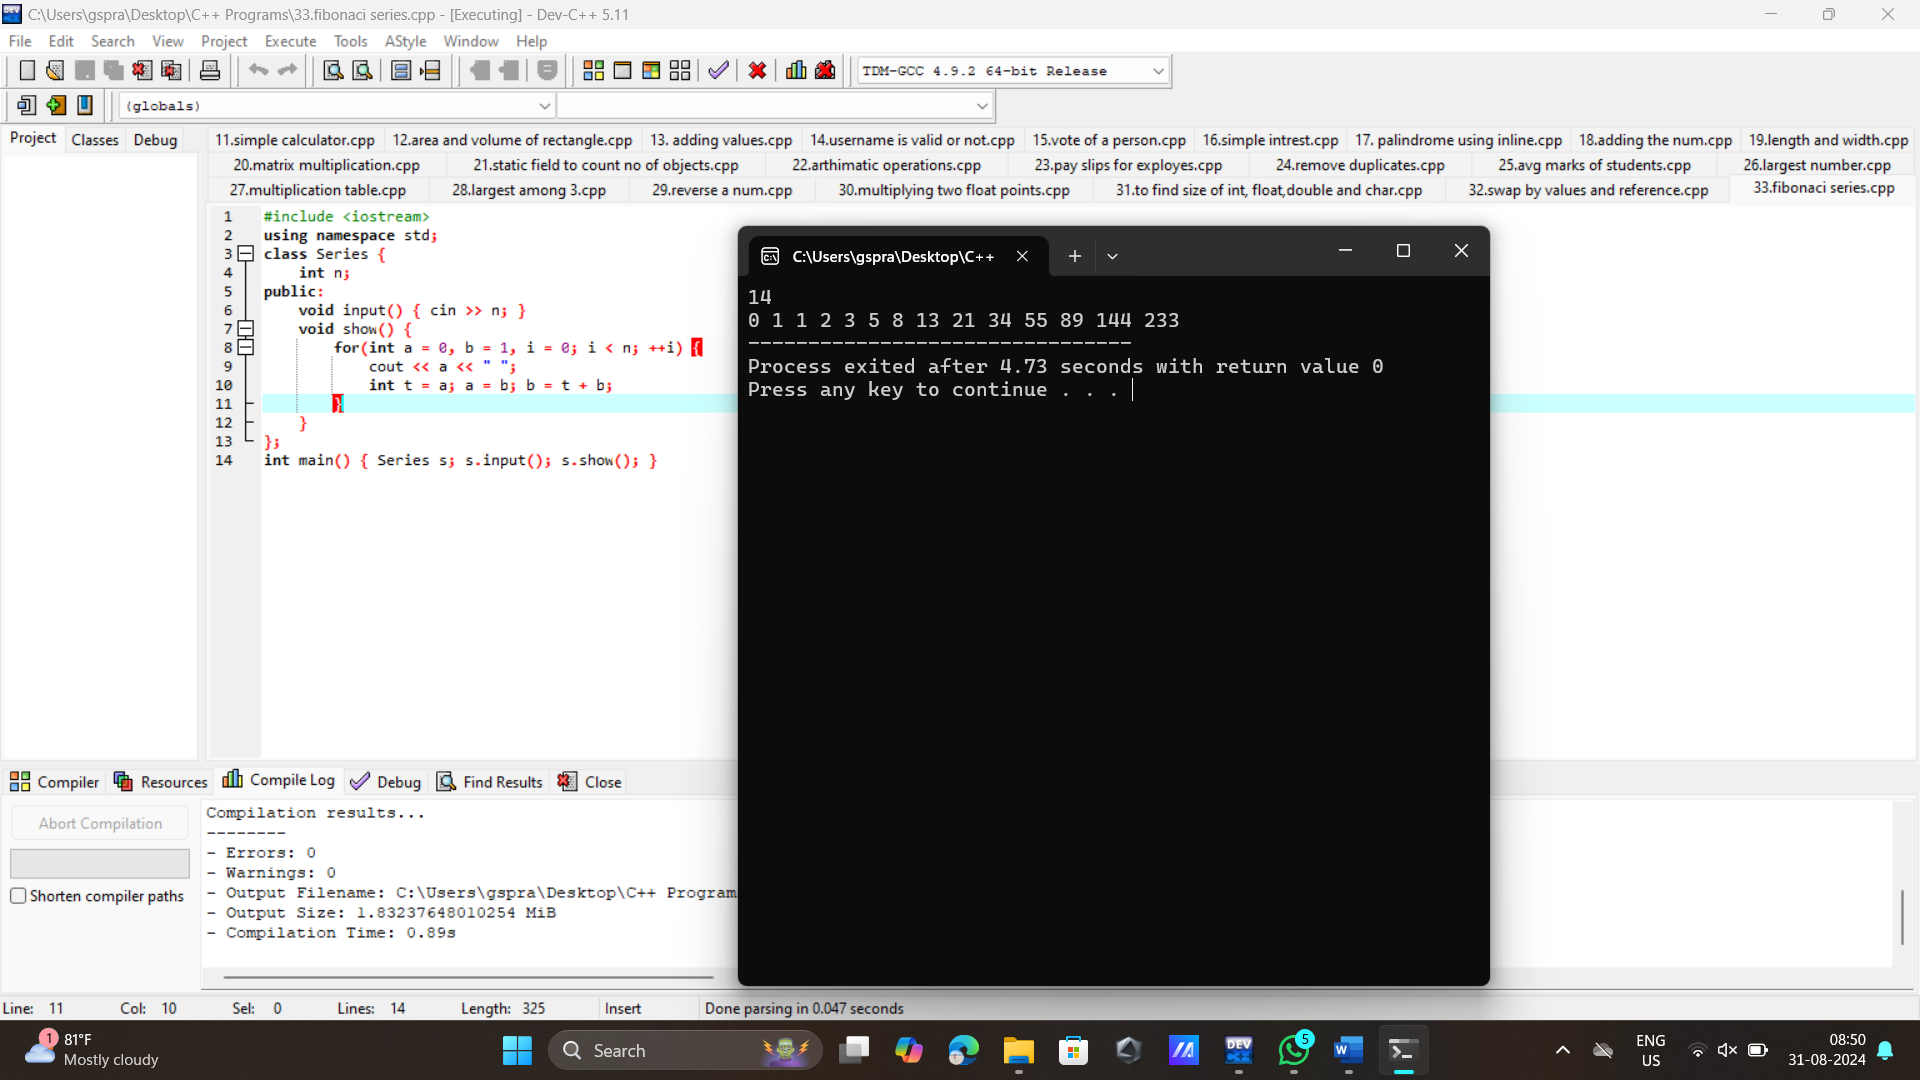 C:\Users\gspra\Desktop\C++ Programs\33.fibonaci series.cpp - [Executing] - Dev-C++ 5.11
File Edit Search View Project Execute Tools AStyle Window Help
TDM-GCC 4.9.2 64-bit Release
(globals)
Project Classes Debug
11.simple calculator.cpp 12.area and volume of rectangle.cpp 13. adding values.cpp 14.username is valid or not.cpp 15.vote of a person.cpp 16.simple intrest.cpp 17. palindrome using inline.cpp 18.adding the num.cpp 19.length and width.cpp
20.matrix multiplication.cpp 21.static field to count no of objects.cpp 22.arthimatic operations.cpp 23.pay slips for exployes.cpp 24.remove duplicates.cpp 25.avg marks of students.cpp 26.largest number.cpp
27.multiplication table.cpp 28.largest among 3.cpp 29.reverse a num.cpp 30.multiplying two float points.cpp 31.to find size of int, float,double and char.cpp 32.swap by values and reference.cpp 33.fibonaci series.cpp
1 #include <iostream>
2 using namespace std;
3 class Series {
4 int n;
5 public:
6 void input() { cin >> n; }
7 void show() {
8 for(int a = 0, b = 1, i = 0; i < n; ++i) {
9 cout << a << " ";
10 int t = a; a = b; b = t + b;
11 }
12 }
13 };
14 int main() { Series s; s.input(); s.show(); }
C:\Users\gspra\Desktop\C++
14
0 1 1 2 3 5 8 13 21 34 55 89 144 233
--------------------------------
Process exited after 4.73 seconds with return value 0
Press any key to continue . . .
Compiler Resources Compile Log Debug Find Results Close
Abort Compilation
Shorten compiler paths
Compilation results...
--------
- Errors: 0
- Warnings: 0
- Output Filename: C:\Users\gspra\Desktop\C++ Program
- Output Size: 1.83237648010254 MiB
- Compilation Time: 0.89s
Line: 11 Col: 10 Sel: 0 Lines: 14 Length: 325 Insert Done parsing in 0.047 seconds
1
81°F
Mostly cloudy
Search
DEV C++
5
W
ENG
US
08:50
31-08-2024